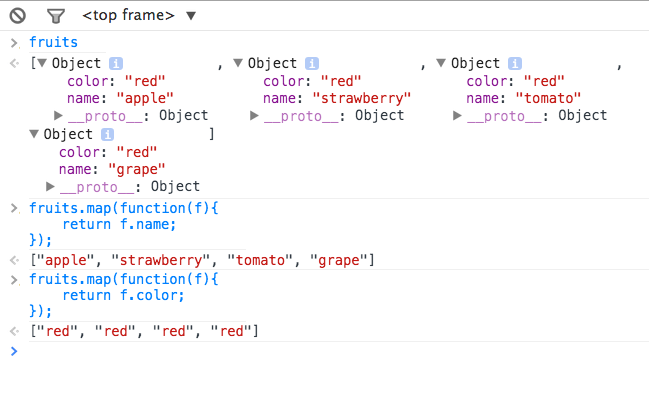 <top frame> ▼
> fruits
[▼Object i , ▼Object i , ▼Object i ,
color: "red" color: "red" color: "red"
name: "apple" name: "strawberry" name: "tomato"
▶__proto__: Object ▶__proto__: Object ▶__proto__: Object
▼Object i ]
color: "red"
name: "grape"
▶__proto__: Object
> fruits.map(function(f){
return f.name;
});
["apple", "strawberry", "tomato", "grape"]
> fruits.map(function(f){
return f.color;
});
["red", "red", "red", "red"]
>